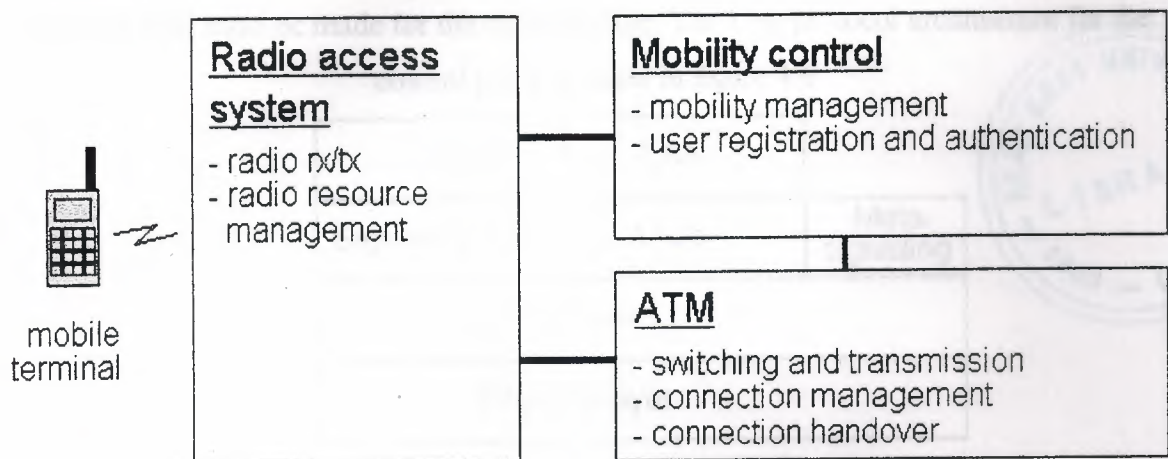 Radio access
system
- radio rx/tx
- radio resource
management
Mobility control
- mobility management
- user registration and authentication
ATM
- switching and transmission
- connection management
- connection handover
mobile
terminal